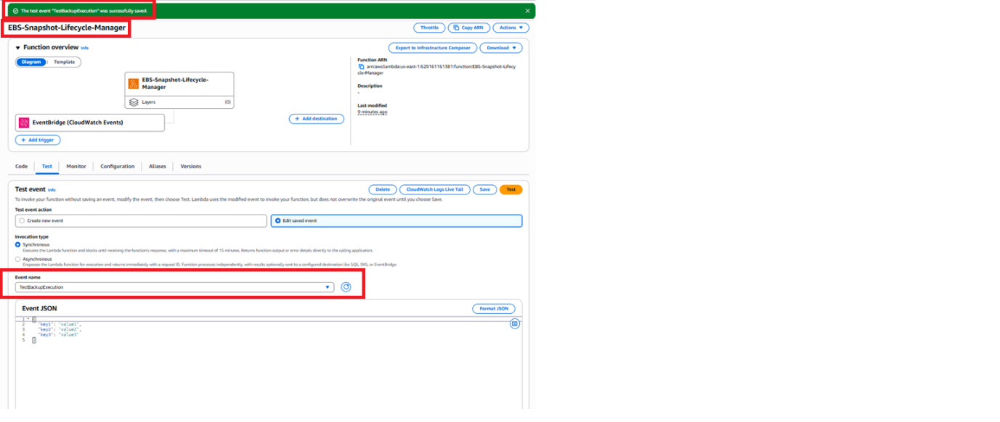 The test event "TestBackupExecution" was successfully saved.
EBS-Snapshot-Lifecycle-Manager
Throttle
Copy ARN
Actions
Function overview Info
Export to Infrastructure Composer
Download
Diagram
Template
EBS-Snapshot-Lifecycle-
Manager
Layers (0)
EventBridge (CloudWatch Events)
+ Add trigger
+ Add destination
Function ARN
arn:aws:lambda:us-east-1:629161161381:function:EBS-Snapshot-Lifecy
cle-Manager
Description
-
Last modified
9 minutes ago
Code
Test
Monitor
Configuration
Aliases
Versions
Test event Info
Delete
CloudWatch Logs Live Tail
Save
Test
To invoke your function without saving an event, modify the event, then choose Test. Lambda uses the modified event to invoke your function, but does not overwrite the original event until you choose Save.
Test event action
Create new event
Edit saved event
Invocation type
Synchronous
Executes the Lambda function and blocks until receiving the function's response, with a maximum timeout of 15 minutes. Returns function output or error details directly to the calling application.
Asynchronous
Enqueues the Lambda function for execution and returns immediately with a request ID. Function processes independently, with results optionally sent to a configured destination like SQS, SNS, or EventBridge.
Event name
TestBackupExecution
Event JSON
Format JSON
1 {
2 "key1": "value1",
3 "key2": "value2",
4 "key3": "value3"
5 }